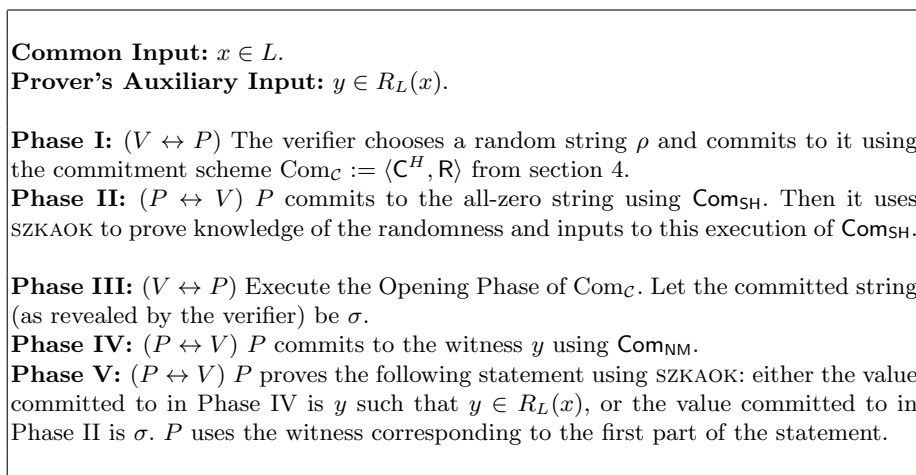 Common Input: x ∈ L.
Prover's Auxiliary Input: y ∈ R_L(x).
Phase I: (V ↔ P) The verifier chooses a random string ρ and commits to it using
the commitment scheme Com_𝒞 := ⟨C^H, R⟩ from section 4.
Phase II: (P ↔ V) P commits to the all-zero string using Com_SH. Then it uses
SZKAOK to prove knowledge of the randomness and inputs to this execution of Com_SH.
Phase III: (V ↔ P) Execute the Opening Phase of Com_𝒞. Let the committed string
(as revealed by the verifier) be σ.
Phase IV: (P ↔ V) P commits to the witness y using Com_NM.
Phase V: (P ↔ V) P proves the following statement using SZKAOK: either the value
committed to in Phase IV is y such that y ∈ R_L(x), or the value committed to in
Phase II is σ. P uses the witness corresponding to the first part of the statement.